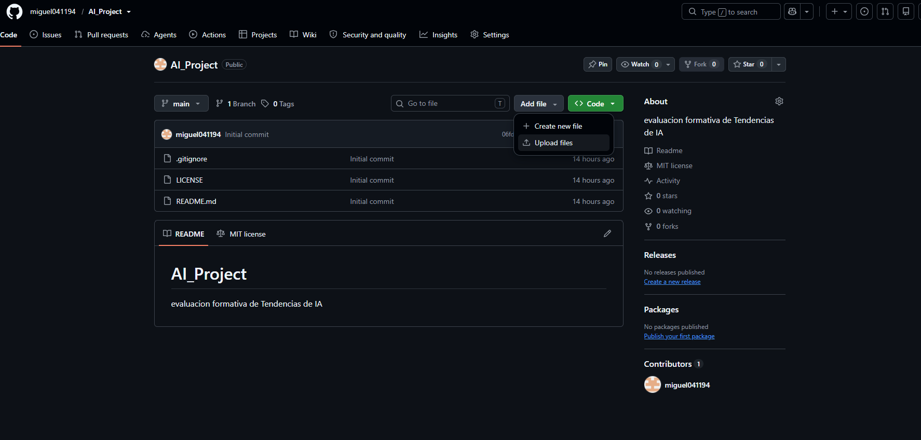 miguel041194 / AI_Project
Type / to search
Code Issues Pull requests Agents Actions Projects Wiki Security and quality Insights Settings
AI_Project Public
Pin Watch 0 Fork 0 Star 0
main 1 Branch 0 Tags
Go to file T
Add file Code
Create new file
Upload files
miguel041194 Initial commit
.gitignore Initial commit 14 hours ago
LICENSE Initial commit 14 hours ago
README.md Initial commit 14 hours ago
README MIT license
AI_Project
evaluacion formativa de Tendencias de IA
About
evaluacion formativa de Tendencias
de IA
Readme
MIT license
Activity
0 stars
0 watching
0 forks
Releases
No releases published
Create a new release
Packages
No packages published
Publish your first package
Contributors 1
miguel041194